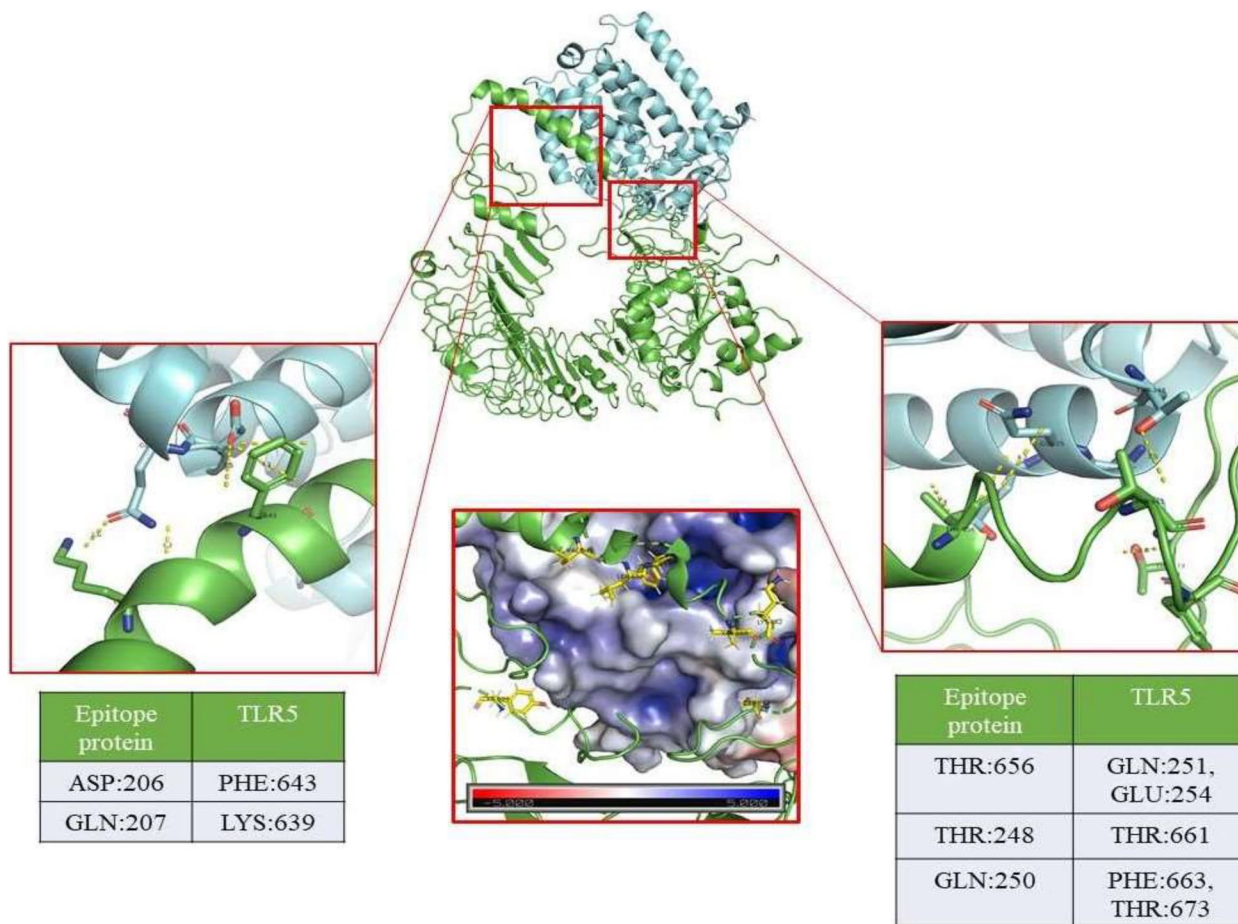 -5.000 5.000
Epitope protein TLR5
ASP:206 PHE:643
GLN:207 LYS:639
Epitope protein TLR5
THR:656 GLN:251, GLU:254
THR:248 THR:661
GLN:250 PHE:663, THR:673